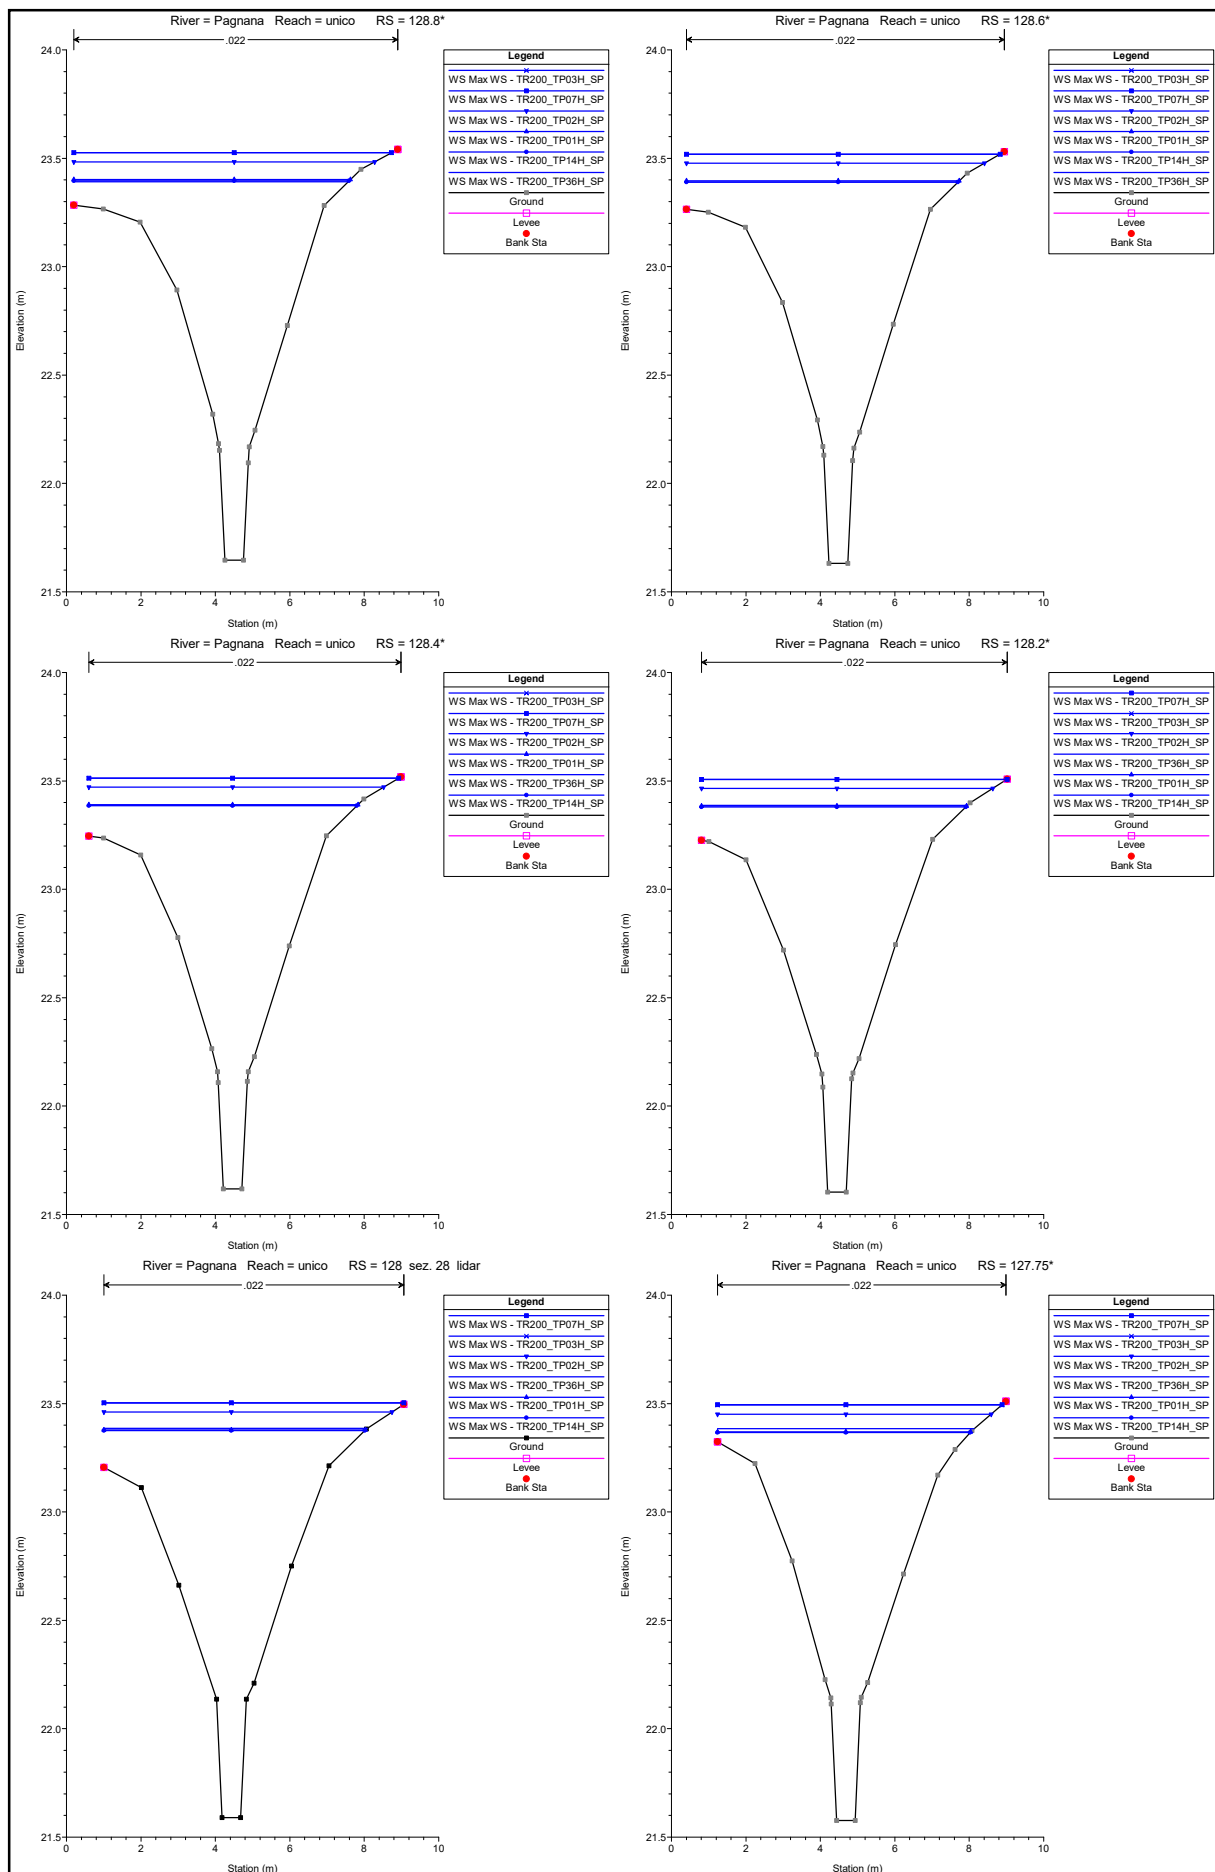 River = Pagnana Reach = unico RS = 128.8*
.022
24.0
23.5
23.0
22.5
22.0
21.5
0 2 4 6 8 10
Station (m)
Elevation (m)
Legend
WS Max WS - TR200_TP03H_SP
WS Max WS - TR200_TP07H_SP
WS Max WS - TR200_TP02H_SP
WS Max WS - TR200_TP01H_SP
WS Max WS - TR200_TP14H_SP
WS Max WS - TR200_TP36H_SP
Ground
Levee
Bank Sta
River = Pagnana Reach = unico RS = 128.6*
.022
24.0
23.5
23.0
22.5
22.0
21.5
0 2 4 6 8 10
Station (m)
Elevation (m)
Legend
WS Max WS - TR200_TP03H_SP
WS Max WS - TR200_TP07H_SP
WS Max WS - TR200_TP02H_SP
WS Max WS - TR200_TP01H_SP
WS Max WS - TR200_TP14H_SP
WS Max WS - TR200_TP36H_SP
Ground
Levee
Bank Sta
River = Pagnana Reach = unico RS = 128.4*
.022
24.0
23.5
23.0
22.5
22.0
21.5
0 2 4 6 8 10
Station (m)
Elevation (m)
Legend
WS Max WS - TR200_TP03H_SP
WS Max WS - TR200_TP07H_SP
WS Max WS - TR200_TP02H_SP
WS Max WS - TR200_TP01H_SP
WS Max WS - TR200_TP36H_SP
WS Max WS - TR200_TP14H_SP
Ground
Levee
Bank Sta
River = Pagnana Reach = unico RS = 128.2*
.022
24.0
23.5
23.0
22.5
22.0
21.5
0 2 4 6 8 10
Station (m)
Elevation (m)
Legend
WS Max WS - TR200_TP07H_SP
WS Max WS - TR200_TP03H_SP
WS Max WS - TR200_TP02H_SP
WS Max WS - TR200_TP36H_SP
WS Max WS - TR200_TP01H_SP
WS Max WS - TR200_TP14H_SP
Ground
Levee
Bank Sta
River = Pagnana Reach = unico RS = 128 sez. 28 lidar
.022
24.0
23.5
23.0
22.5
22.0
21.5
0 2 4 6 8 10
Station (m)
Elevation (m)
Legend
WS Max WS - TR200_TP07H_SP
WS Max WS - TR200_TP03H_SP
WS Max WS - TR200_TP02H_SP
WS Max WS - TR200_TP36H_SP
WS Max WS - TR200_TP01H_SP
WS Max WS - TR200_TP14H_SP
Ground
Levee
Bank Sta
River = Pagnana Reach = unico RS = 127.75*
.022
24.0
23.5
23.0
22.5
22.0
21.5
0 2 4 6 8 10
Station (m)
Elevation (m)
Legend
WS Max WS - TR200_TP07H_SP
WS Max WS - TR200_TP03H_SP
WS Max WS - TR200_TP02H_SP
WS Max WS - TR200_TP36H_SP
WS Max WS - TR200_TP01H_SP
WS Max WS - TR200_TP14H_SP
Ground
Levee
Bank Sta